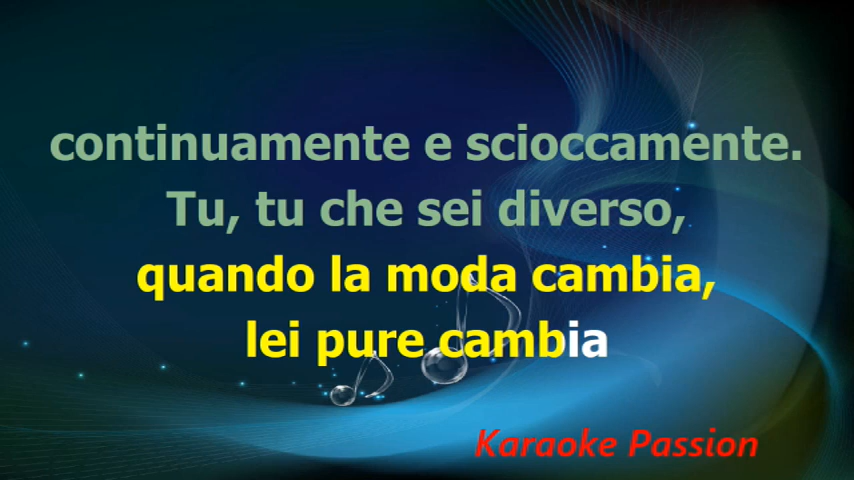 continuamente e scioccamente.
Tu, tu che sei diverso,
quando la moda cambia,
lei pure cambia
Karaoke Passion